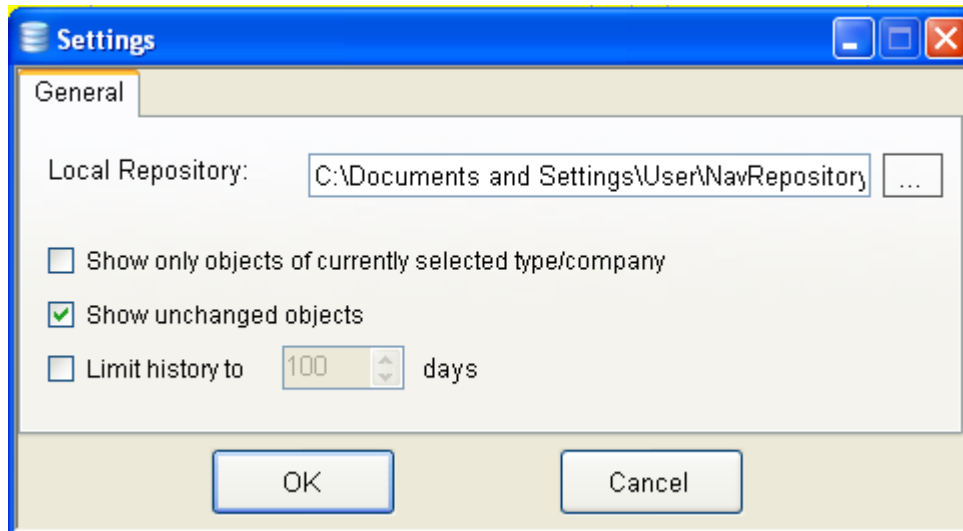 Settings
General
Local Repository: C:\Documents and Settings\User\NavRepository ...
Show only objects of currently selected type/company
Show unchanged objects
Limit history to 100 days
OK Cancel